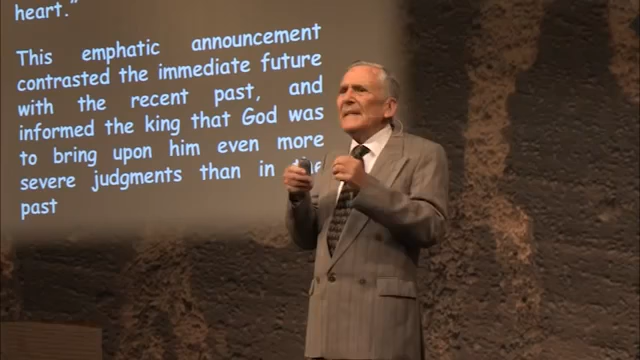 heart.”
This emphatic announcement
contrasted the immediate future
with the recent past, and
informed the king that God was
to bring upon him even more
severe judgments than in
past